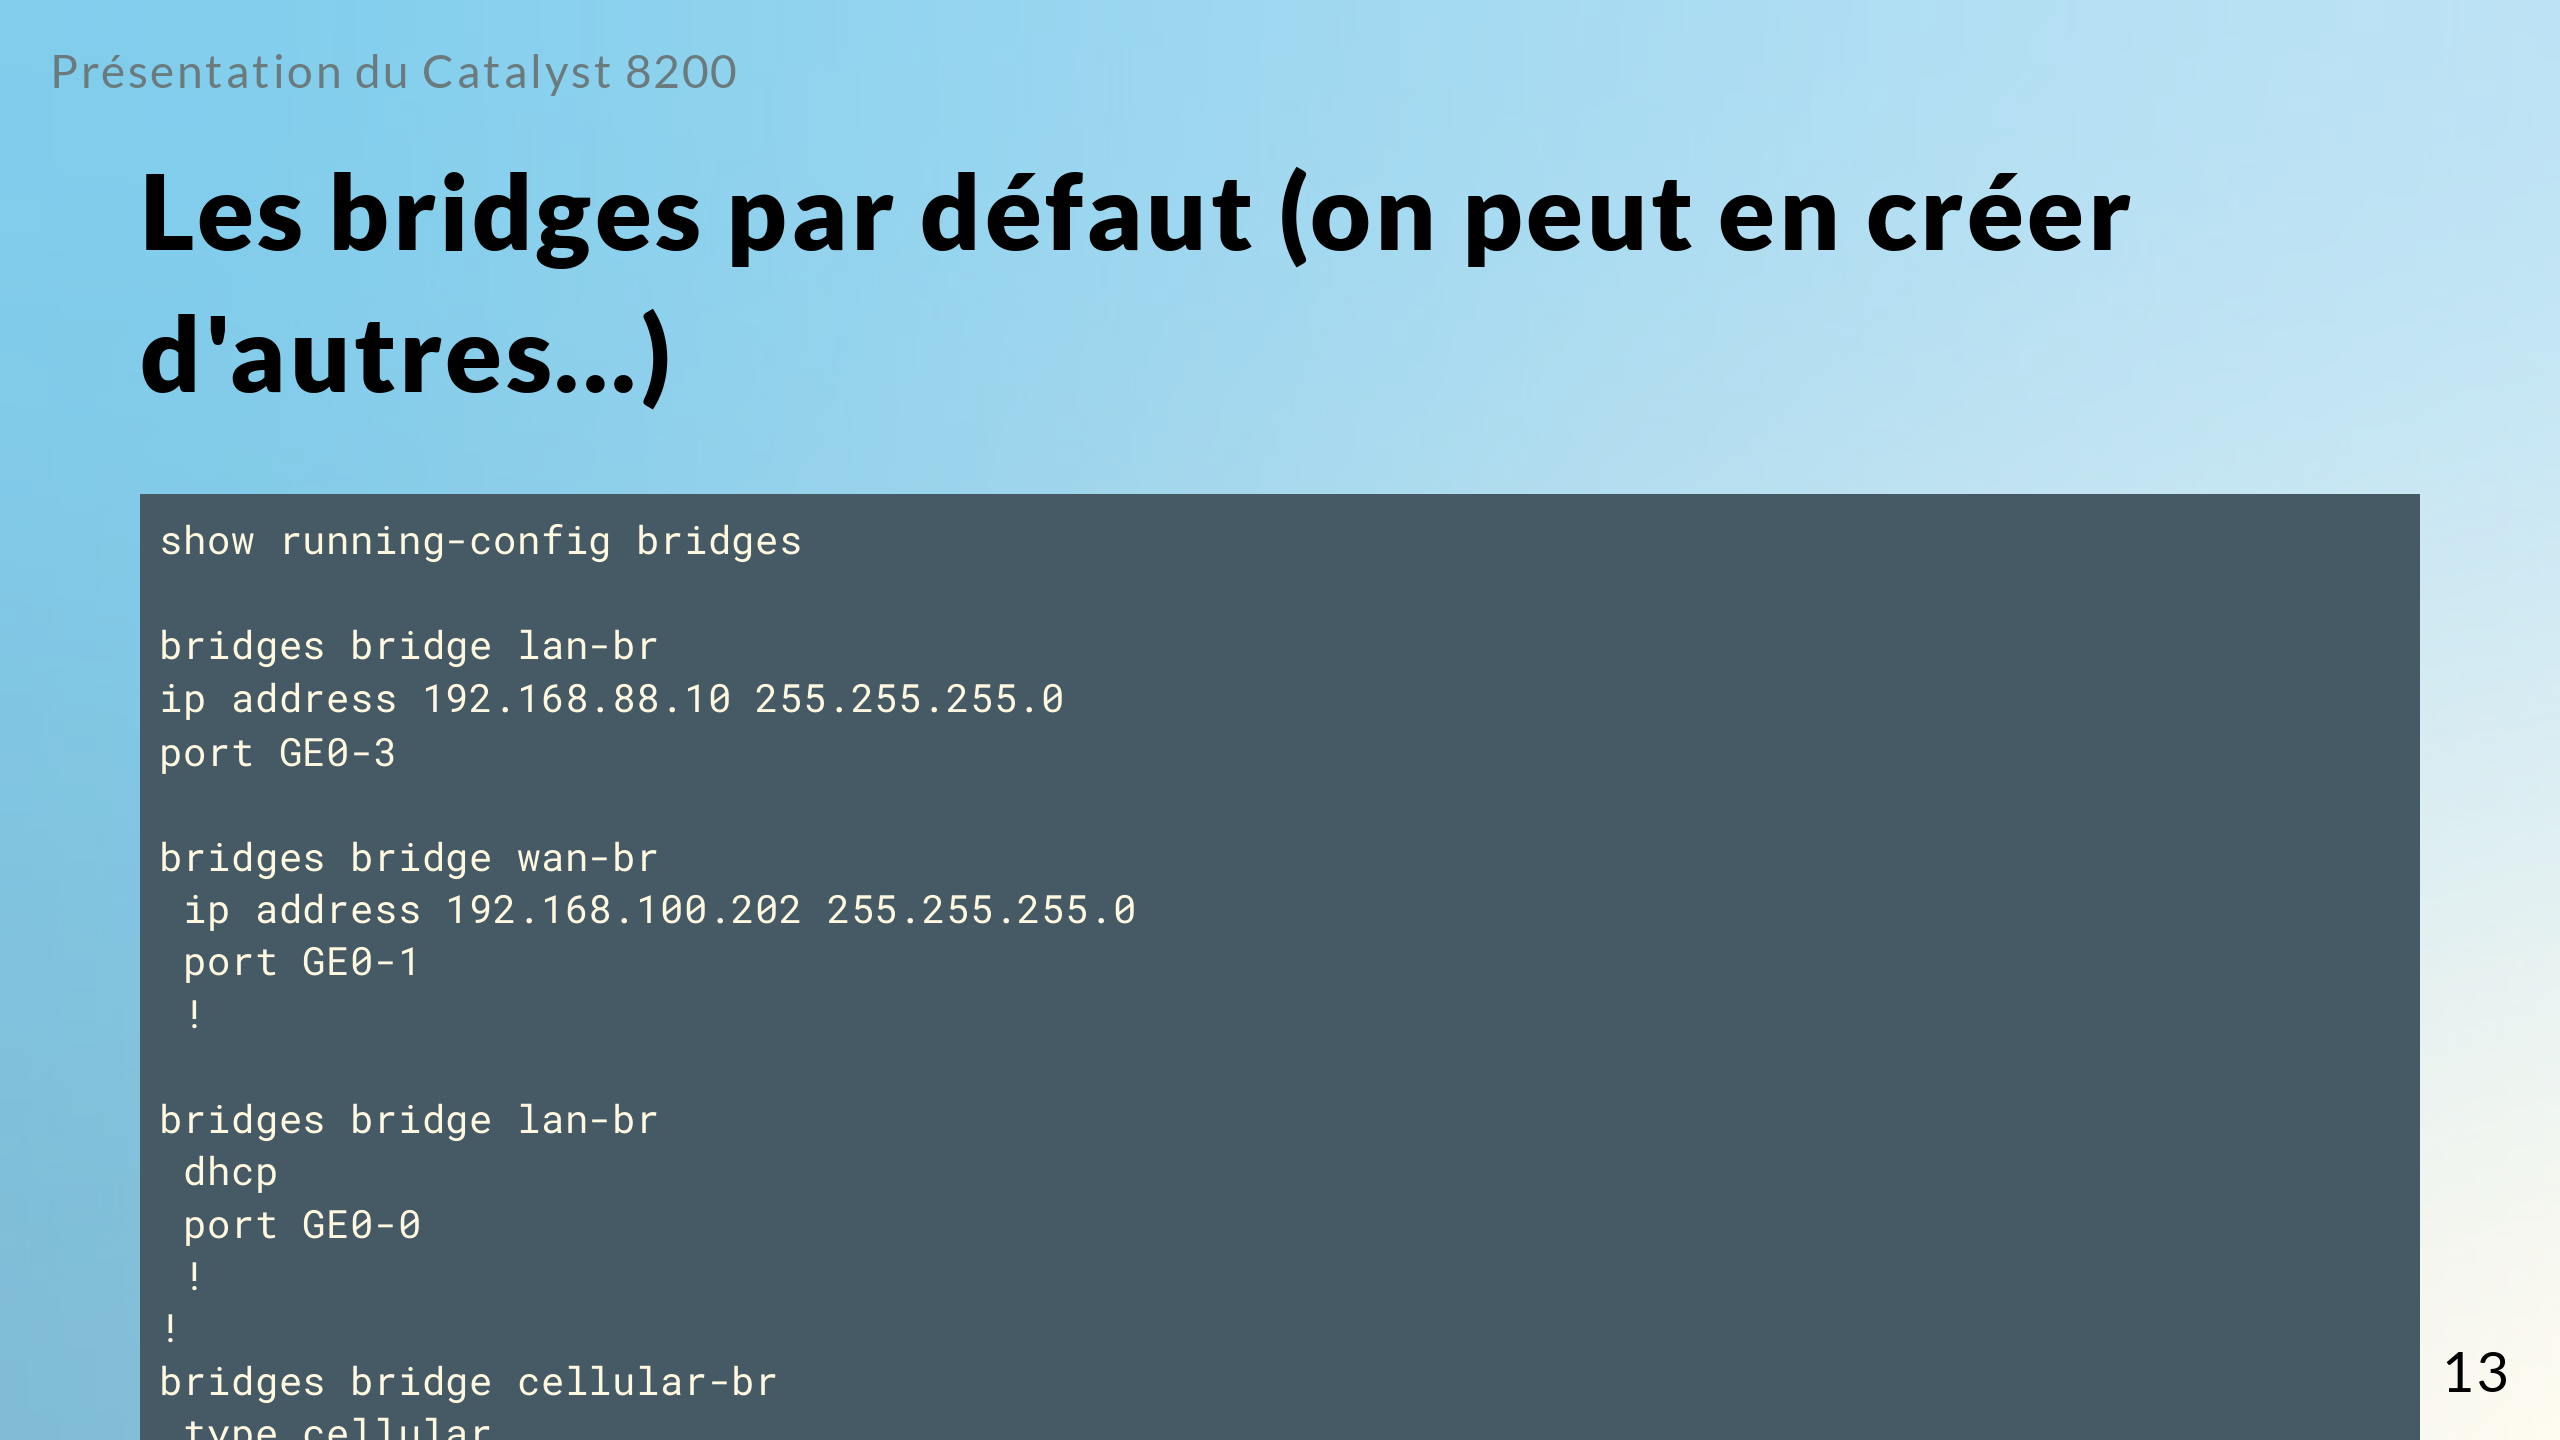 Présentation du Catalyst 8200
Les bridges par défaut (on peut en créer
d'autres...)
show running-config bridges
bridges bridge lan-br
ip address 192.168.88.10 255.255.255.0
port GE0-3
bridges bridge wan-br
ip address 192.168.100.202 255.255.255.0
port GE0-1
!
bridges bridge lan-br
dhcp
port GE0-0
!
!
bridges bridge cellular-br
type cellular
13